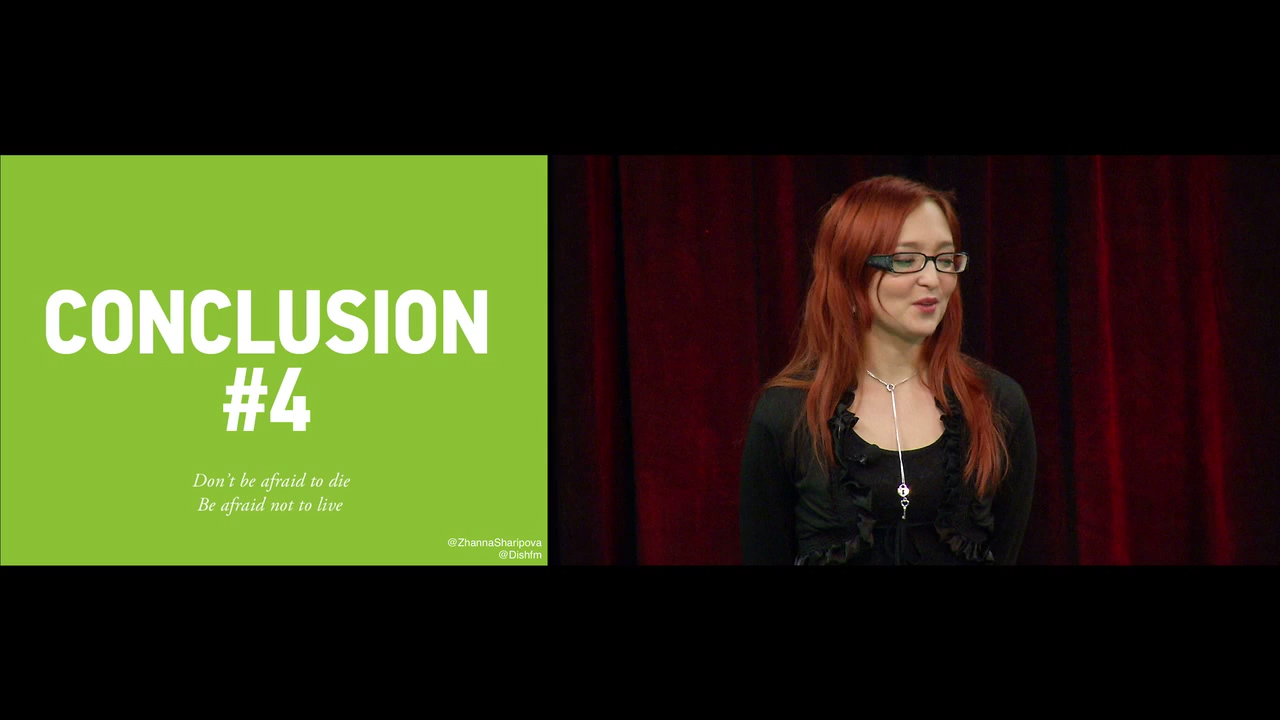 CONCLUSION
#4
Don't be afraid to die
Be afraid not to live
@ZhannaSharipova
@Dishfm